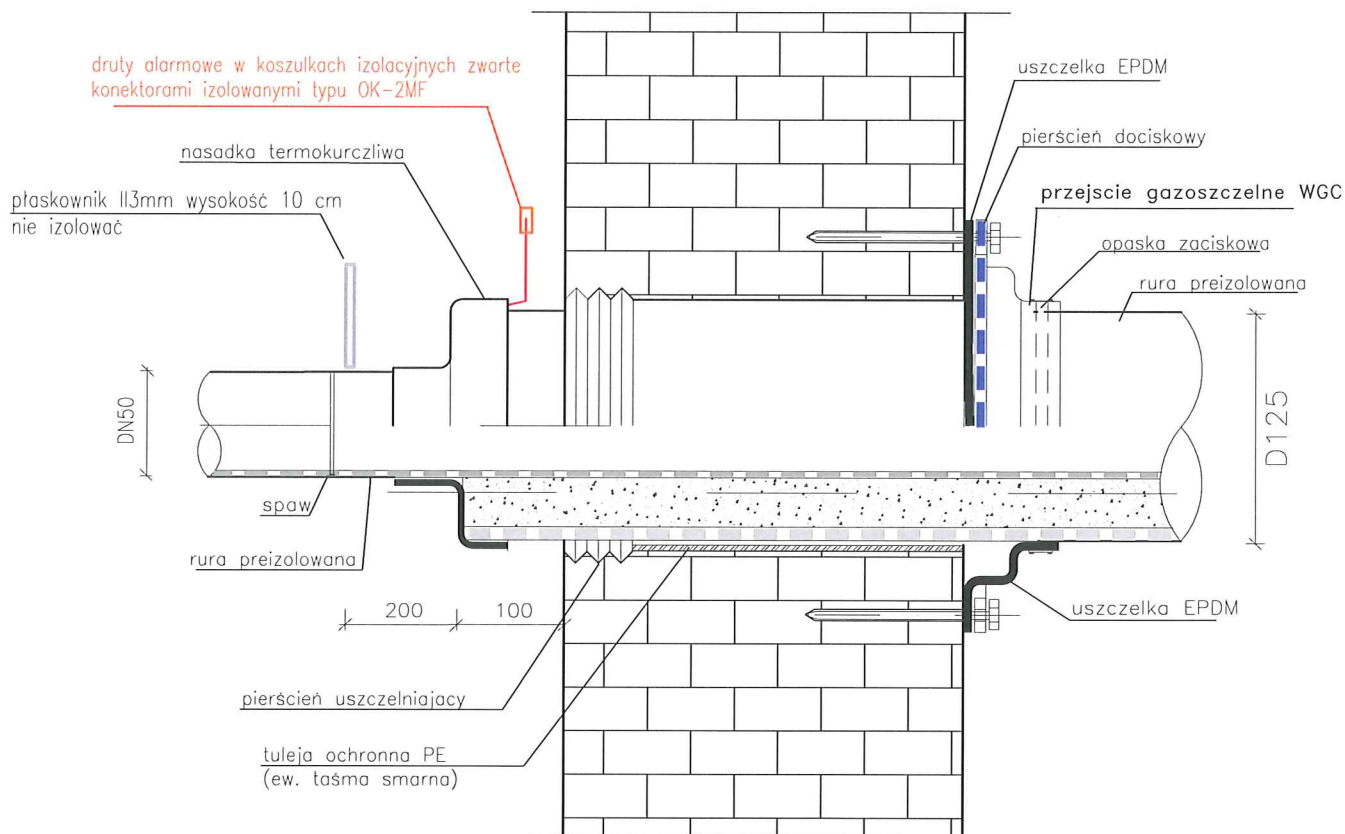 druty alarmowe w koszulkach izolacyjnych zwarte
konektorami izolowanymi typu OK-2MF
nasadka termokurczliwa
płaskownik II3mm wysokość 10 cm
nie izolować
uszczelka EPDM
pierścień dociskowy
przejscie gazoszczelne WGC
opaska zaciskowa
rura preizolowana
DN50
D125
spaw
rura preizolowana
200
100
uszczelka EPDM
pierścień uszczelniajacy
tuleja ochronna PE
(ew. taśma smarna)